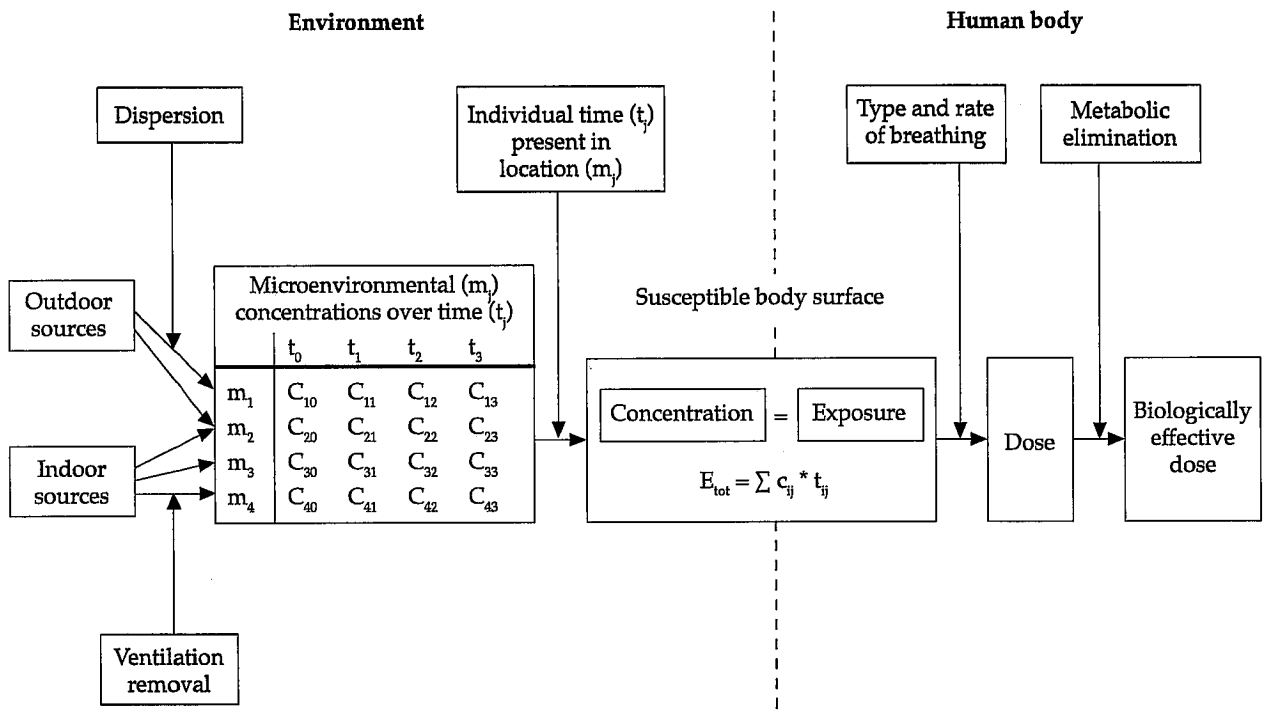 Environment
Human body
Dispersion
Individual time (tj)
present in
location (mj)
Type and rate
of breathing
Metabolic
elimination
Outdoor
sources
Microenvironmental (mj)
concentrations over time (tj)
t0 t1 t2 t3
m1 C10 C11 C12 C13
m2 C20 C21 C22 C23
m3 C30 C31 C32 C33
m4 C40 C41 C42 C43
Indoor
sources
Ventilation
removal
Susceptible body surface
Concentration = Exposure
Etot = Σ cij * tij
Dose
Biologically
effective
dose